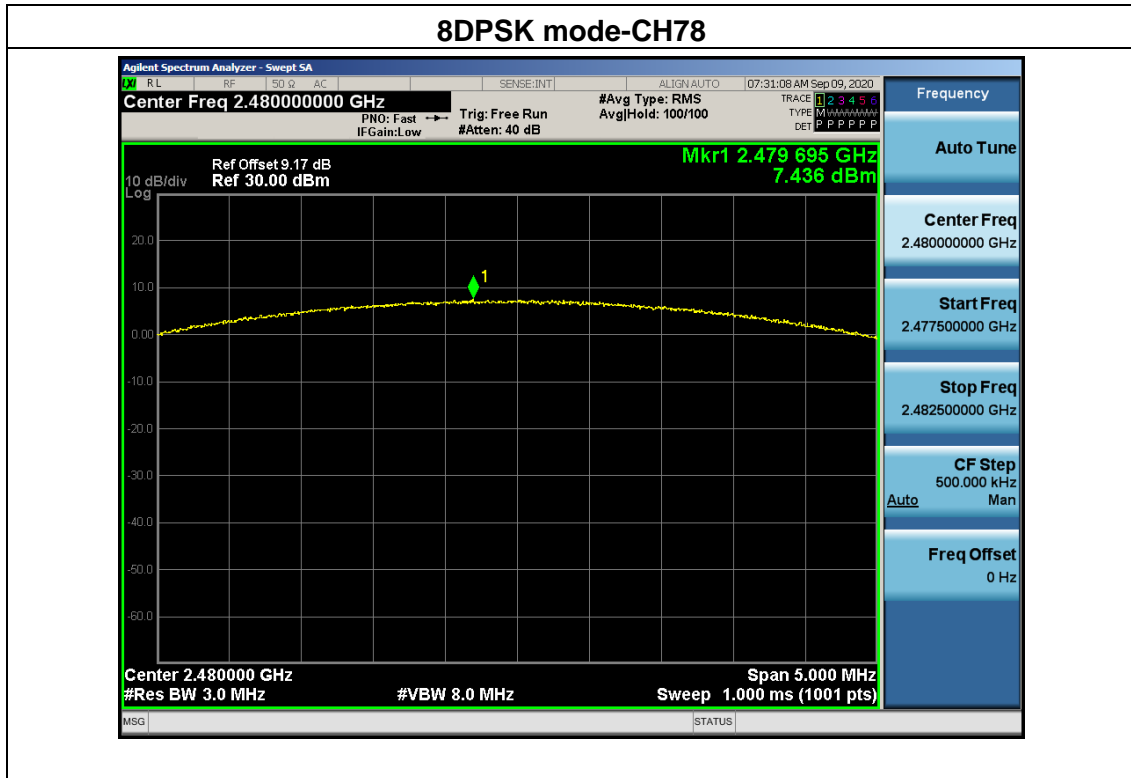 8DPSK mode-CH78
Agilent Spectrum Analyzer - Swept SA
LXI RL RF 50 Ω AC SENSE:INT ALIGN AUTO 07:31:08 AM Sep 09, 2020
Center Freq 2.480000000 GHz
PNO: Fast
IFGain:Low
Trig: Free Run
#Atten: 40 dB
#Avg Type: RMS
Avg|Hold: 100/100
TRACE 1 2 3 4 5 6
TYPE M WWWWW
DET P P P P P P
Mkr1 2.479 695 GHz
7.436 dBm
Ref Offset 9.17 dB
10 dB/div Ref 30.00 dBm
Log
20.0
10.0
0.00
-10.0
-20.0
-30.0
-40.0
-50.0
-60.0
1
Center 2.480000 GHz Span 5.000 MHz
#Res BW 3.0 MHz #VBW 8.0 MHz Sweep 1.000 ms (1001 pts)
MSG STATUS
Frequency
Auto Tune
Center Freq
2.480000000 GHz
Start Freq
2.477500000 GHz
Stop Freq
2.482500000 GHz
CF Step
500.000 kHz
Auto Man
Freq Offset
0 Hz